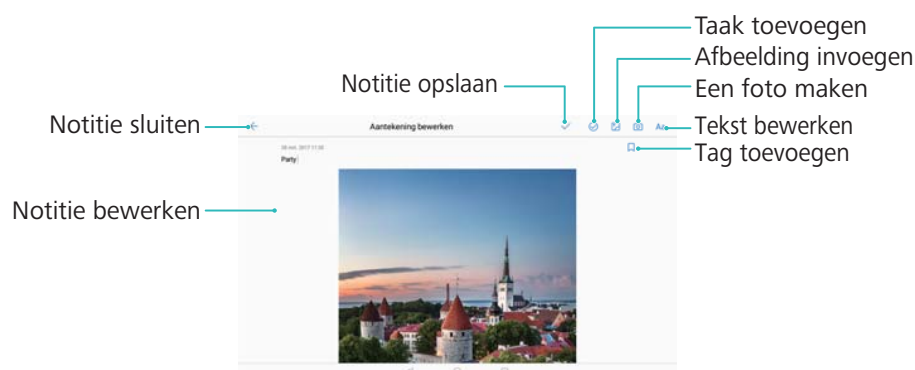 Taak toevoegen
Afbeelding invoegen
Notitie opslaan
Een foto maken
Notitie sluiten
Aantekening bewerken
Aa
Tekst bewerken
Party
Tag toevoegen
Notitie bewerken